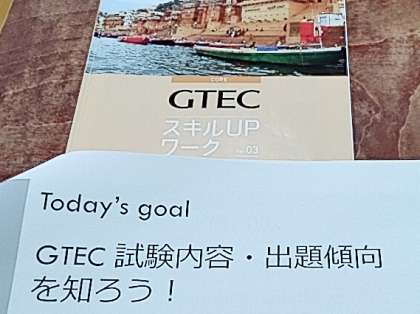 CORE
GTEC
スキルUP
ワーク
03
Today's goal
GTEC 試験内容・出題傾向
を知ろう！